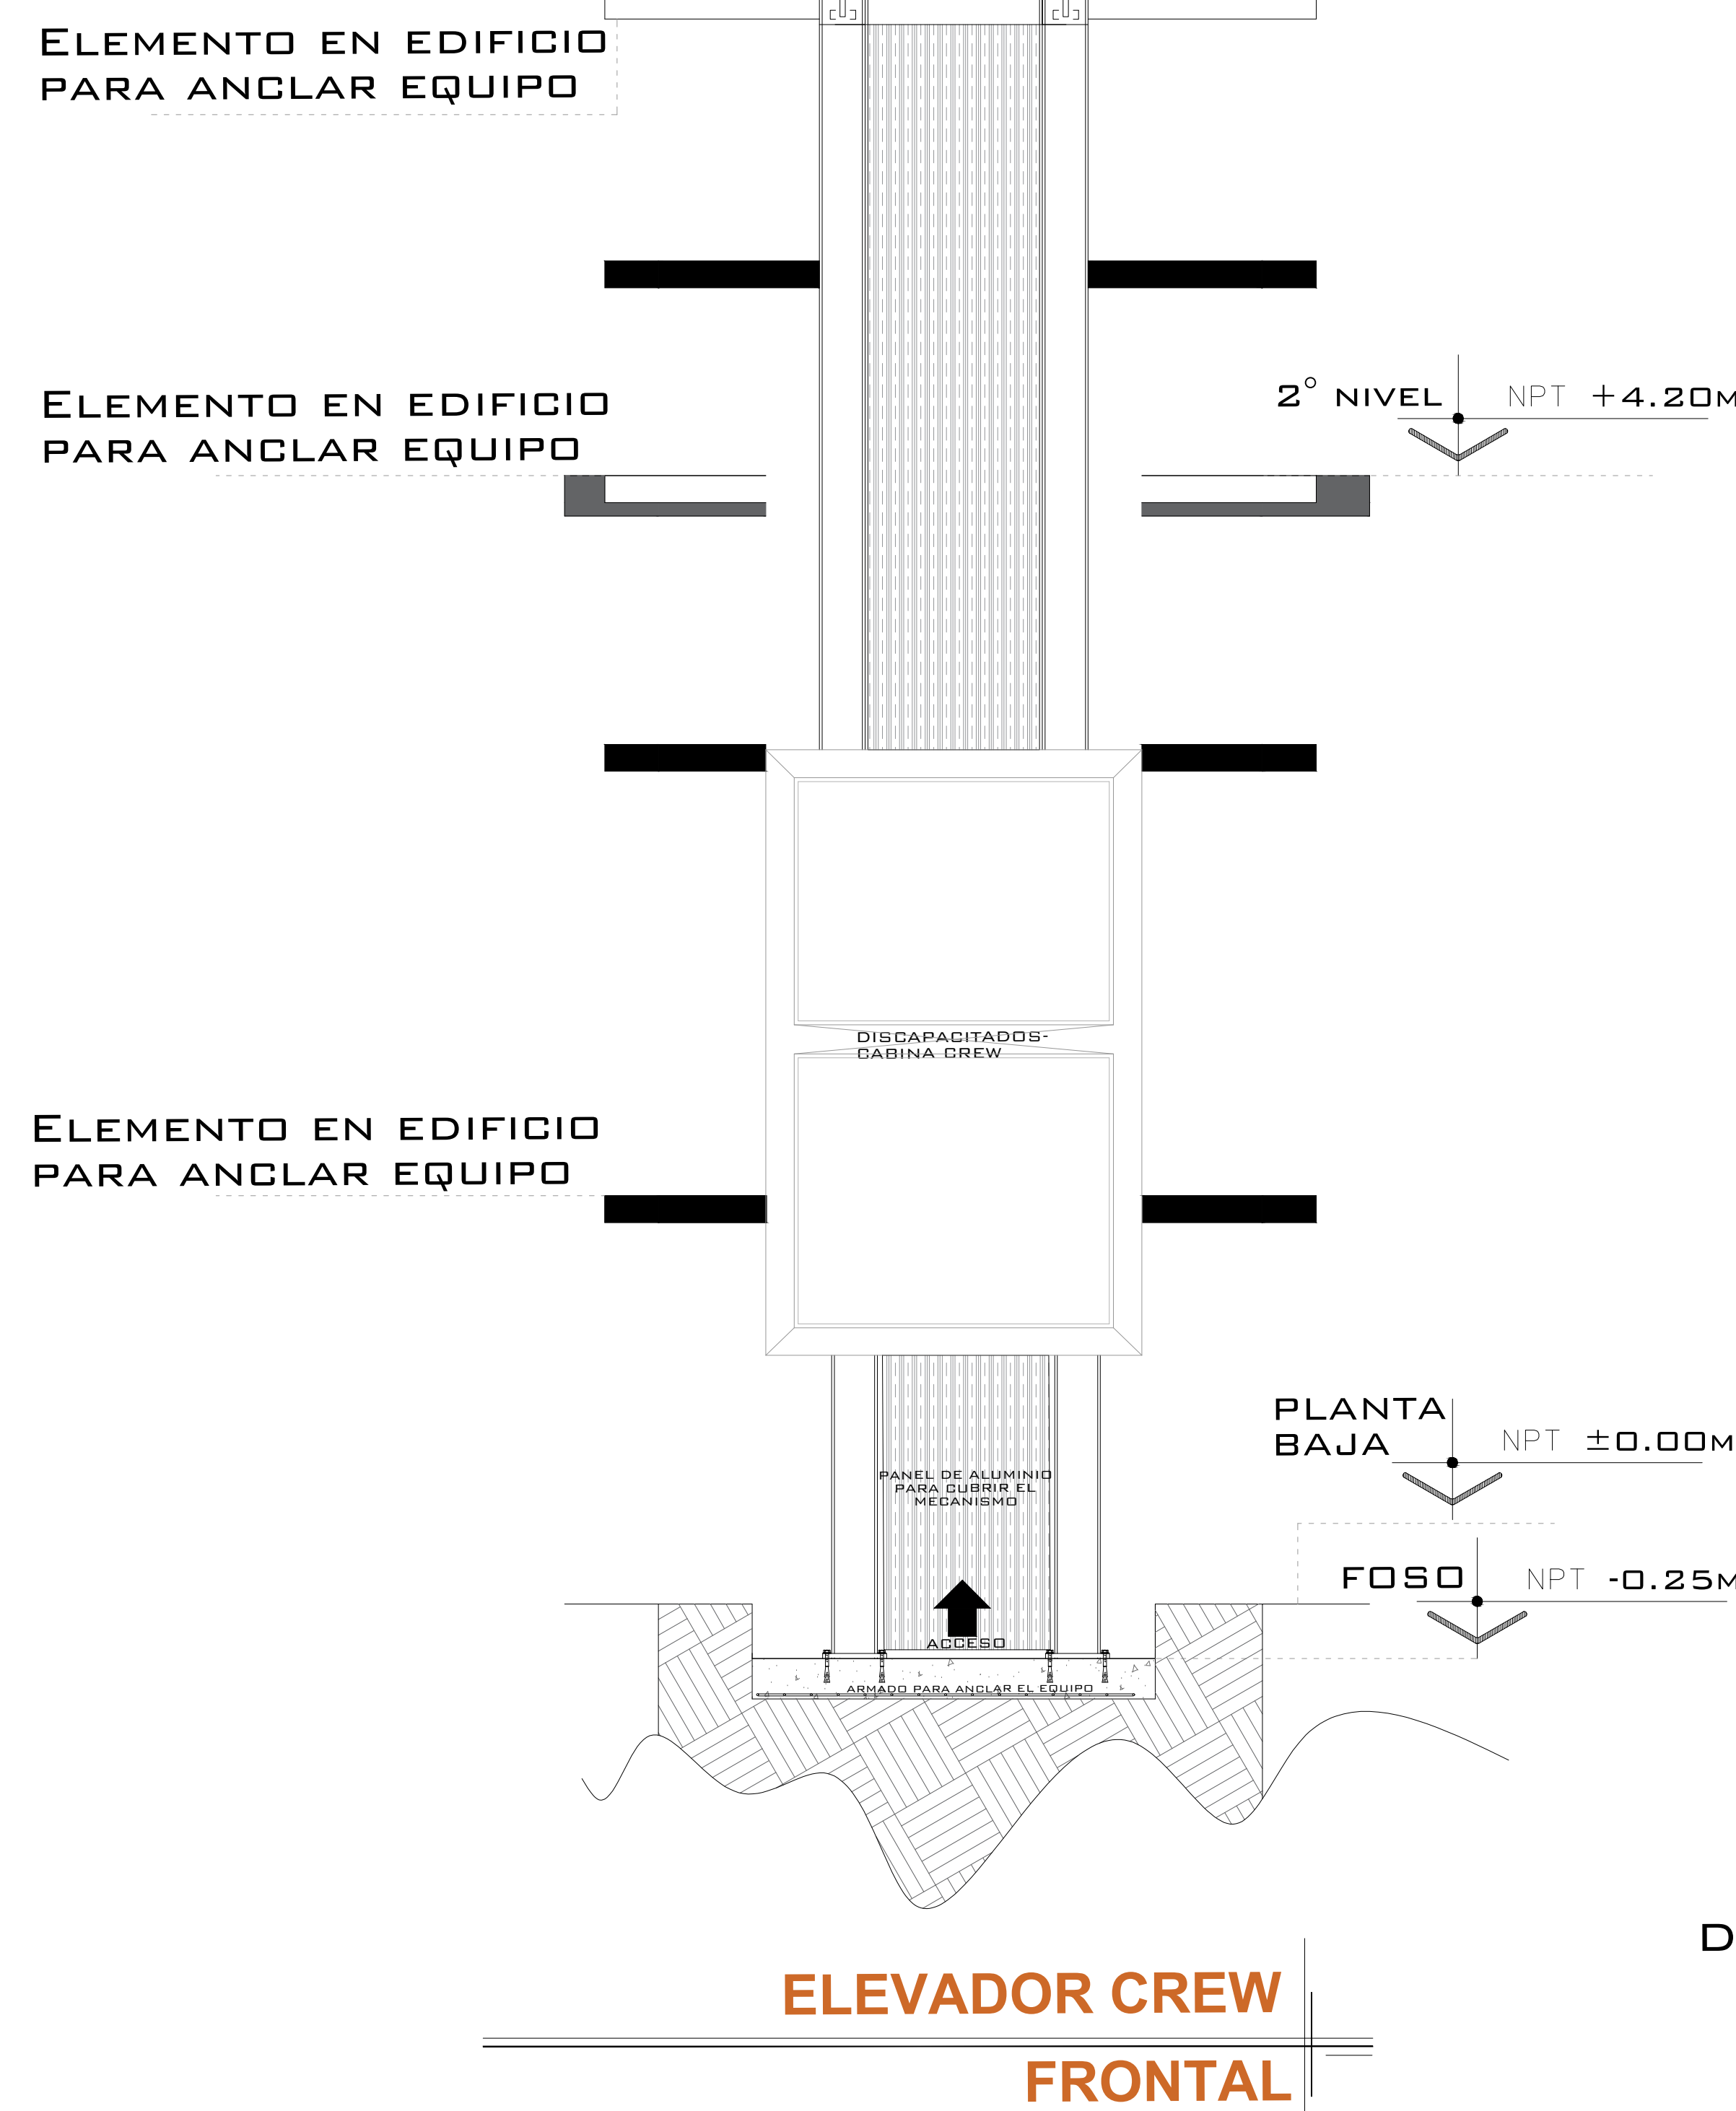 ELEMENTO EN EDIFICIO
PARA ANCLAR EQUIPO
2° NIVEL NPT +4.20M
ELEMENTO EN EDIFICIO
PARA ANCLAR EQUIPO
DISCAPACITADOS-
CABINA CREW
ELEMENTO EN EDIFICIO
PARA ANCLAR EQUIPO
PLANTA
BAJA NPT ±0.00M
PANEL DE ALUMINIO
PARA CUBRIR EL
MECANISMO
FOSO NPT -0.25M
ACCESO
ARMADO PARA ANCLAR EL EQUIPO
D
ELEVADOR CREW
FRONTAL